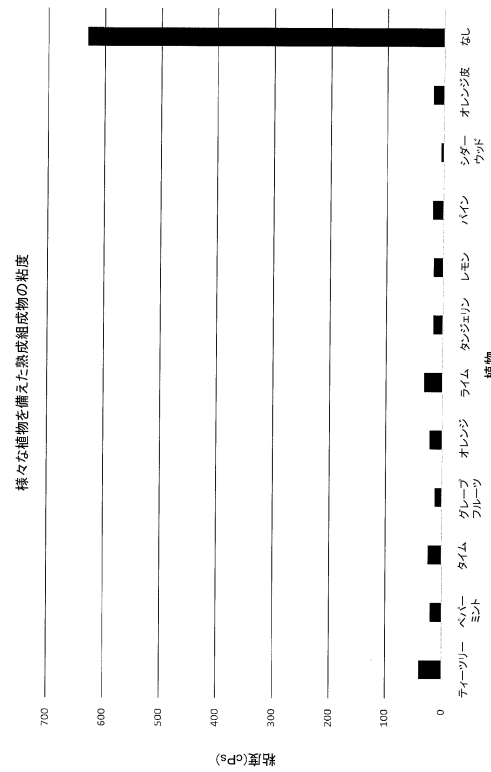 様々な植物を備えた熟成組成物の粘度
粘度(cPs)
700
600
500
400
300
200
100
0
ティーツリー
ペパー
ミント
タイム
グレープ
フルーツ
オレンジ
ライム
タンジェリン
レモン
パイン
シダー
ウッド
オレンジ皮
なし
植物